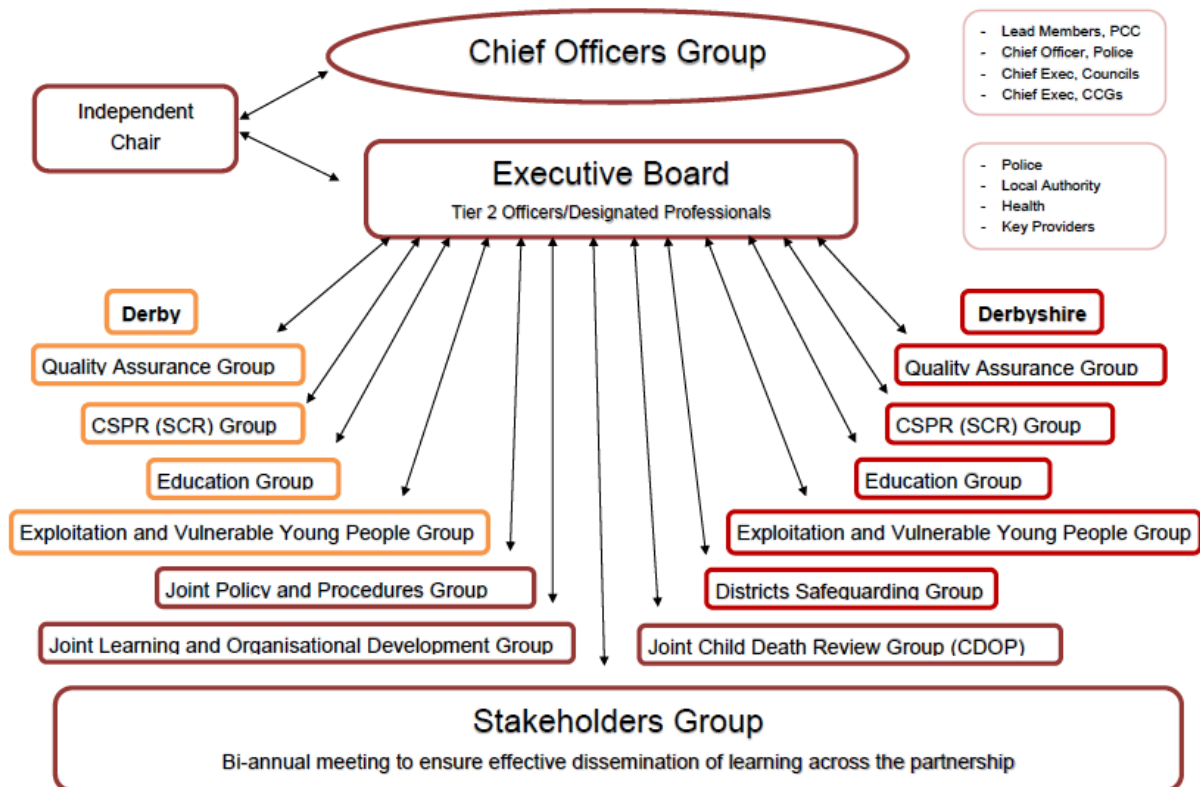 Chief Officers Group
- Lead Members, PCC
- Chief Officer, Police
- Chief Exec, Councils
- Chief Exec, CCGs
Independent
Chair
Executive Board
Tier 2 Officers/Designated Professionals
- Police
- Local Authority
- Health
- Key Providers
Derby
Quality Assurance Group
CSPR (SCR) Group
Education Group
Exploitation and Vulnerable Young People Group
Joint Policy and Procedures Group
Joint Learning and Organisational Development Group
Derbyshire
Quality Assurance Group
CSPR (SCR) Group
Education Group
Exploitation and Vulnerable Young People Group
Districts Safeguarding Group
Joint Child Death Review Group (CDOP)
Stakeholders Group
Bi-annual meeting to ensure effective dissemination of learning across the partnership